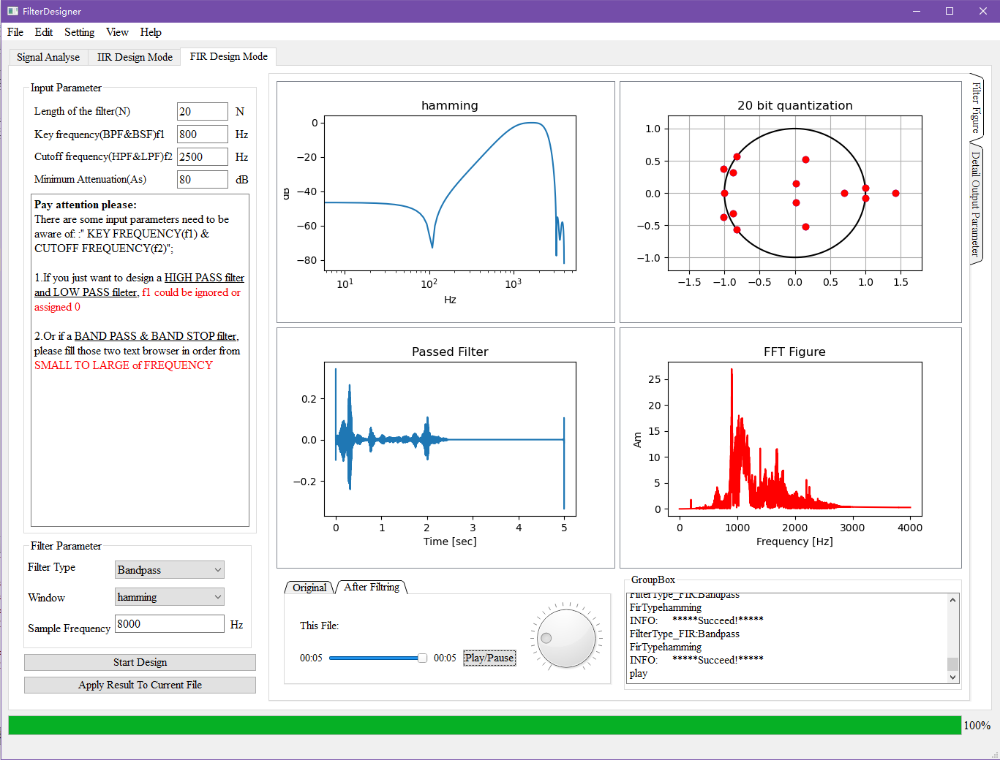 FilterDesigner
File Edit Setting View Help
Signal Analyse IIR Design Mode FIR Design Mode
Input Parameter
Length of the filter(N) 20 N
Key frequency(BPF&BSF)f1 800 Hz
Cutoff frequency(HPF&LPF)f2 2500 Hz
Minimum Attenuation(As) 80 dB
Pay attention please:
There are some input parameters need to be
aware of: :" KEY FREQUENCY(f1) &
CUTOFF FREQUENCY(f2)";
1.If you just want to design a HIGH PASS filter
and LOW PASS fileter, f1 could be ignored or
assigned 0
2.Or if a BAND PASS & BAND STOP filter,
please fill those two text browser in order from
SMALL TO LARGE of FREQUENCY
Filter Parameter
Filter Type Bandpass
Window hamming
Sample Frequency 8000 Hz
Start Design
Apply Result To Current File
hamming
dB
0
−20
−40
−60
−80
10¹ 10² 10³
Hz
20 bit quantization
1.0
0.5
0.0
−0.5
−1.0
−1.5 −1.0 −0.5 0.0 0.5 1.0 1.5
Passed Filter
0.2
0.0
−0.2
0 1 2 3 4 5
Time [sec]
FFT Figure
Am
25
20
15
10
5
0
0 1000 2000 3000 4000
Frequency [Hz]
Filter Figure
Detail Output Parameter
Original After Filtring
This File:
00:05 00:05 Play/Pause
GroupBox
FilterType_FIR:Bandpass
FirTypehamming
INFO: *****Succeed!*****
FilterType_FIR:Bandpass
FirTypehamming
INFO: *****Succeed!*****
play
100%